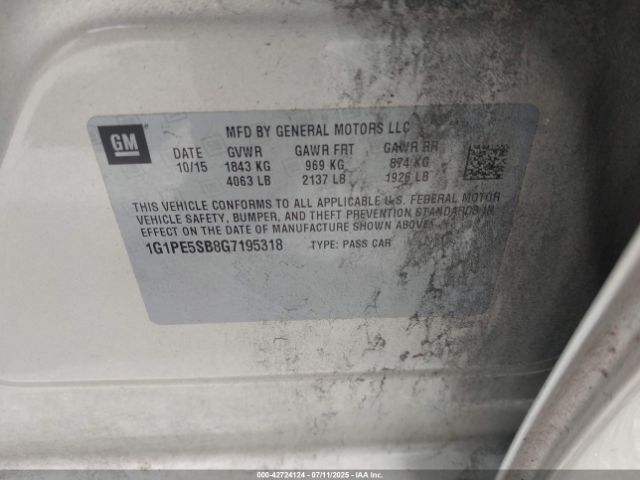 GM
MFD BY GENERAL MOTORS LLC
DATE GVWR GAWR FRT GAWR RR
10/15 1843 KG 969 KG 874 KG
4063 LB 2137 LB 1926 LB
THIS VEHICLE CONFORMS TO ALL APPLICABLE U.S. FEDERAL MOTOR
VEHICLE SAFETY, BUMPER, AND THEFT PREVENTION STANDARDS IN
EFFECT ON THE DATE OF MANUFACTURE SHOWN ABOVE.
1G1PE5SB8G7195318 TYPE: PASS CAR
000-42724124 - 07/11/2025 - IAAI.COM